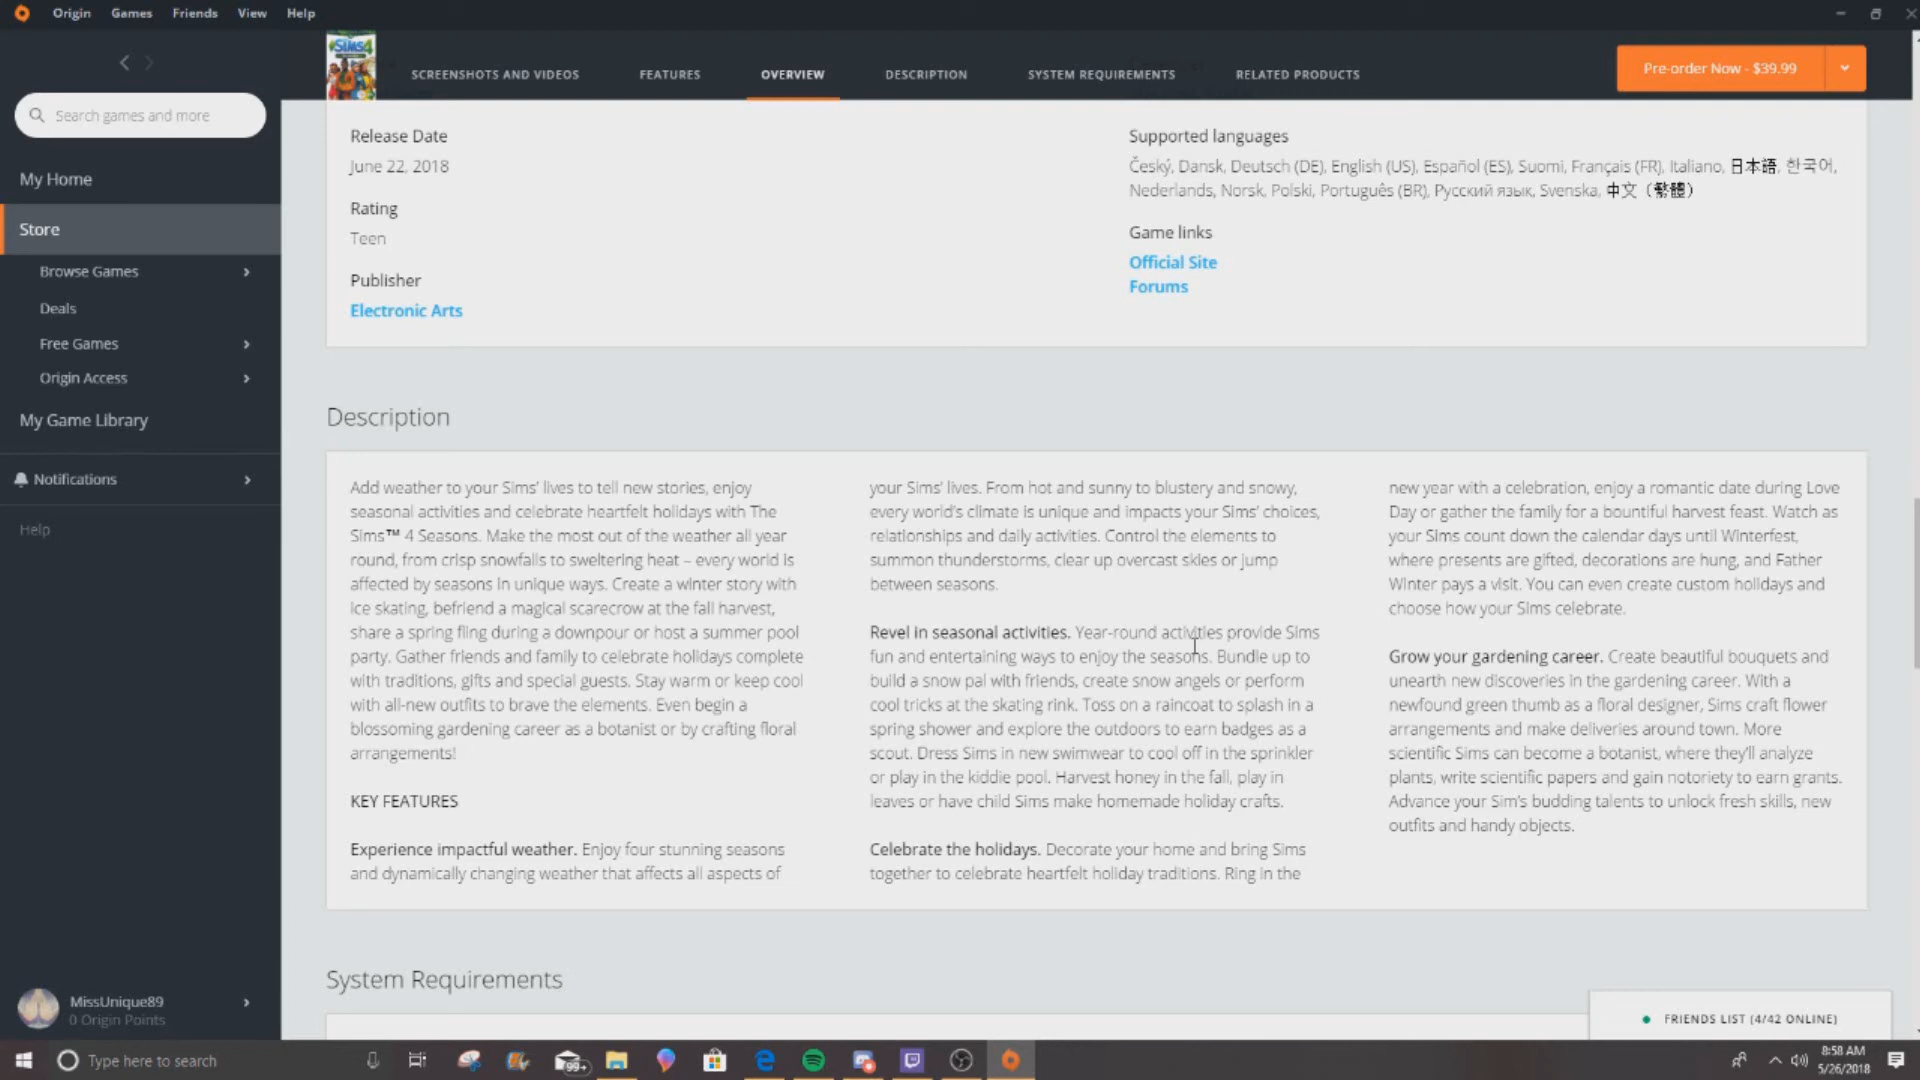 Origin Games Friends View Help
SIMS4
SCREENSHOTS AND VIDEOS FEATURES OVERVIEW DESCRIPTION SYSTEM REQUIREMENTS RELATED PRODUCTS
Pre-order Now - $39.99
Search games and more
My Home
Store
Browse Games
Deals
Free Games
Origin Access
My Game Library
Notifications
Help
MissUnique89
0 Origin Points
Release Date
June 22, 2018
Rating
Teen
Publisher
Electronic Arts
Supported languages
Český, Dansk, Deutsch (DE), English (US), Español (ES), Suomi, Français (FR), Italiano, 日本語, 한국어,
Nederlands, Norsk, Polski, Português (BR), Русский язык, Svenska, 中文（繁體）
Game links
Official Site
Forums
Description
Add weather to your Sims' lives to tell new stories, enjoy
seasonal activities and celebrate heartfelt holidays with The
Sims™ 4 Seasons. Make the most out of the weather all year
round, from crisp snowfalls to sweltering heat – every world is
affected by seasons in unique ways. Create a winter story with
ice skating, befriend a magical scarecrow at the fall harvest,
share a spring fling during a downpour or host a summer pool
party. Gather friends and family to celebrate holidays complete
with traditions, gifts and special guests. Stay warm or keep cool
with all-new outfits to brave the elements. Even begin a
blossoming gardening career as a botanist or by crafting floral
arrangements!
KEY FEATURES
Experience impactful weather. Enjoy four stunning seasons
and dynamically changing weather that affects all aspects of
your Sims' lives. From hot and sunny to blustery and snowy,
every world's climate is unique and impacts your Sims' choices,
relationships and daily activities. Control the elements to
summon thunderstorms, clear up overcast skies or jump
between seasons.
Revel in seasonal activities. Year-round activities provide Sims
fun and entertaining ways to enjoy the seasons. Bundle up to
build a snow pal with friends, create snow angels or perform
cool tricks at the skating rink. Toss on a raincoat to splash in a
spring shower and explore the outdoors to earn badges as a
scout. Dress Sims in new swimwear to cool off in the sprinkler
or play in the kiddie pool. Harvest honey in the fall, play in
leaves or have child Sims make homemade holiday crafts.
Celebrate the holidays. Decorate your home and bring Sims
together to celebrate heartfelt holiday traditions. Ring in the
new year with a celebration, enjoy a romantic date during Love
Day or gather the family for a bountiful harvest feast. Watch as
your Sims count down the calendar days until Winterfest,
where presents are gifted, decorations are hung, and Father
Winter pays a visit. You can even create custom holidays and
choose how your Sims celebrate.
Grow your gardening career. Create beautiful bouquets and
unearth new discoveries in the gardening career. With a
newfound green thumb as a floral designer, Sims craft flower
arrangements and make deliveries around town. More
scientific Sims can become a botanist, where they'll analyze
plants, write scientific papers and gain notoriety to earn grants.
Advance your Sim's budding talents to unlock fresh skills, new
outfits and handy objects.
System Requirements
FRIENDS LIST (4/42 ONLINE)
Type here to search
99+
8:58 AM
5/26/2018